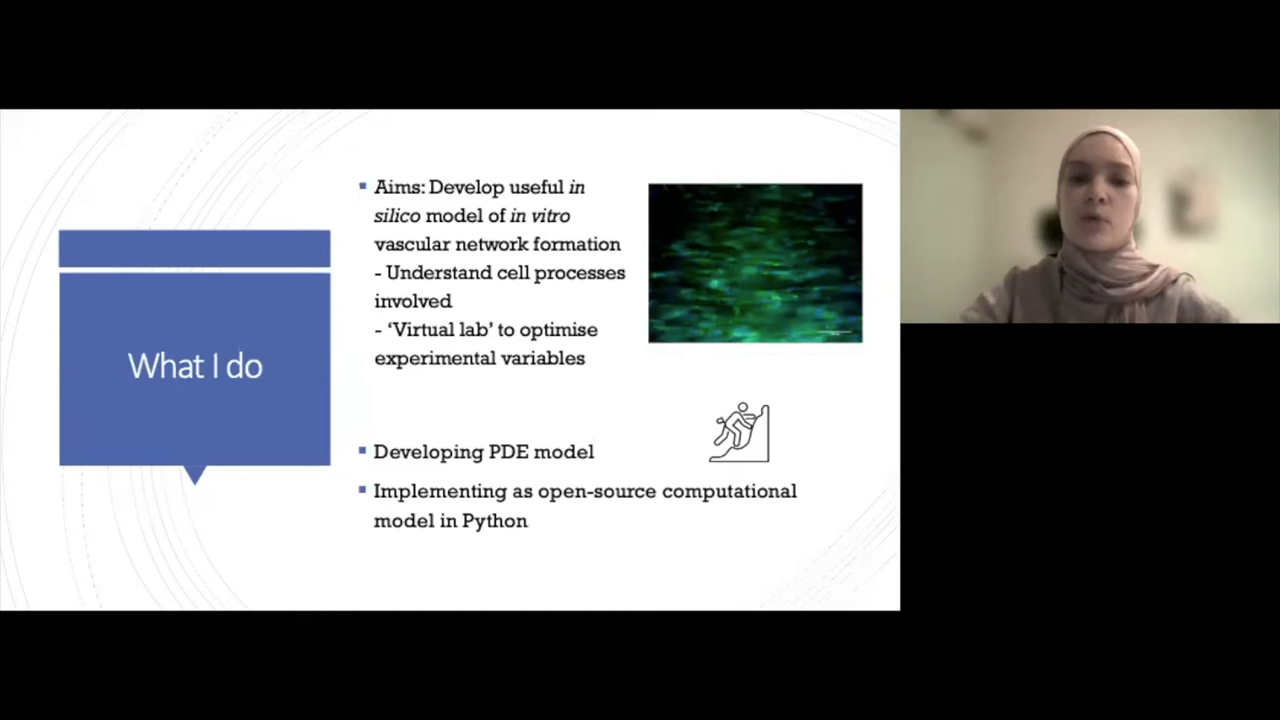 What I do
Aims: Develop useful in
silico model of in vitro
vascular network formation
- Understand cell processes
involved
- ‘Virtual lab’ to optimise
experimental variables
Developing PDE model
Implementing as open-source computational
model in Python